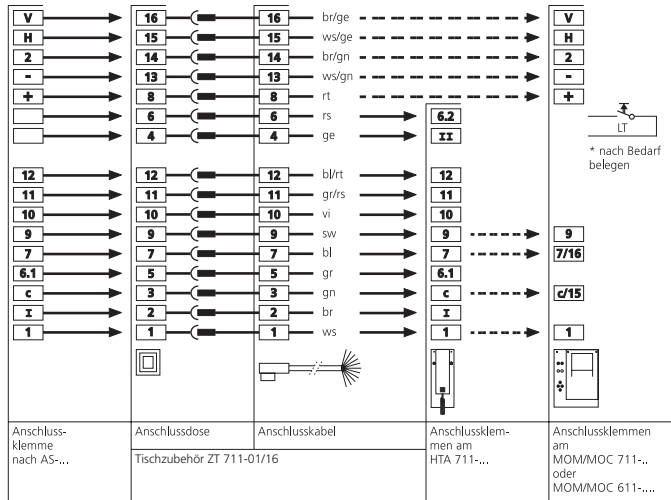 V 16 16 br/ge V
H 15 15 ws/ge H
2 14 14 br/gn 2
- 13 13 ws/gn -
+ 8 8 rt +
6 6 rs 6.2
4 4 ge II
LT
* nach Bedarf
belegen
12 12 12 bl/rt 12
11 11 11 gr/rs 11
10 10 10 vi 10
9 9 9 sw 9 9
7 7 7 bl 7 7/16
6.1 5 5 gr 6.1
c 3 3 gn c c/15
I 2 2 br I
1 1 1 ws 1 1
Anschluss-
klemme
nach AS-...
Anschlussdose
Anschlusskabel
Tischzubehör ZT 711-01/16
Anschlussklem-
men am
HTA 711-...
Anschlussklemmen
am
MOM/MOC 711-..
oder
MOM/MOC 611-....